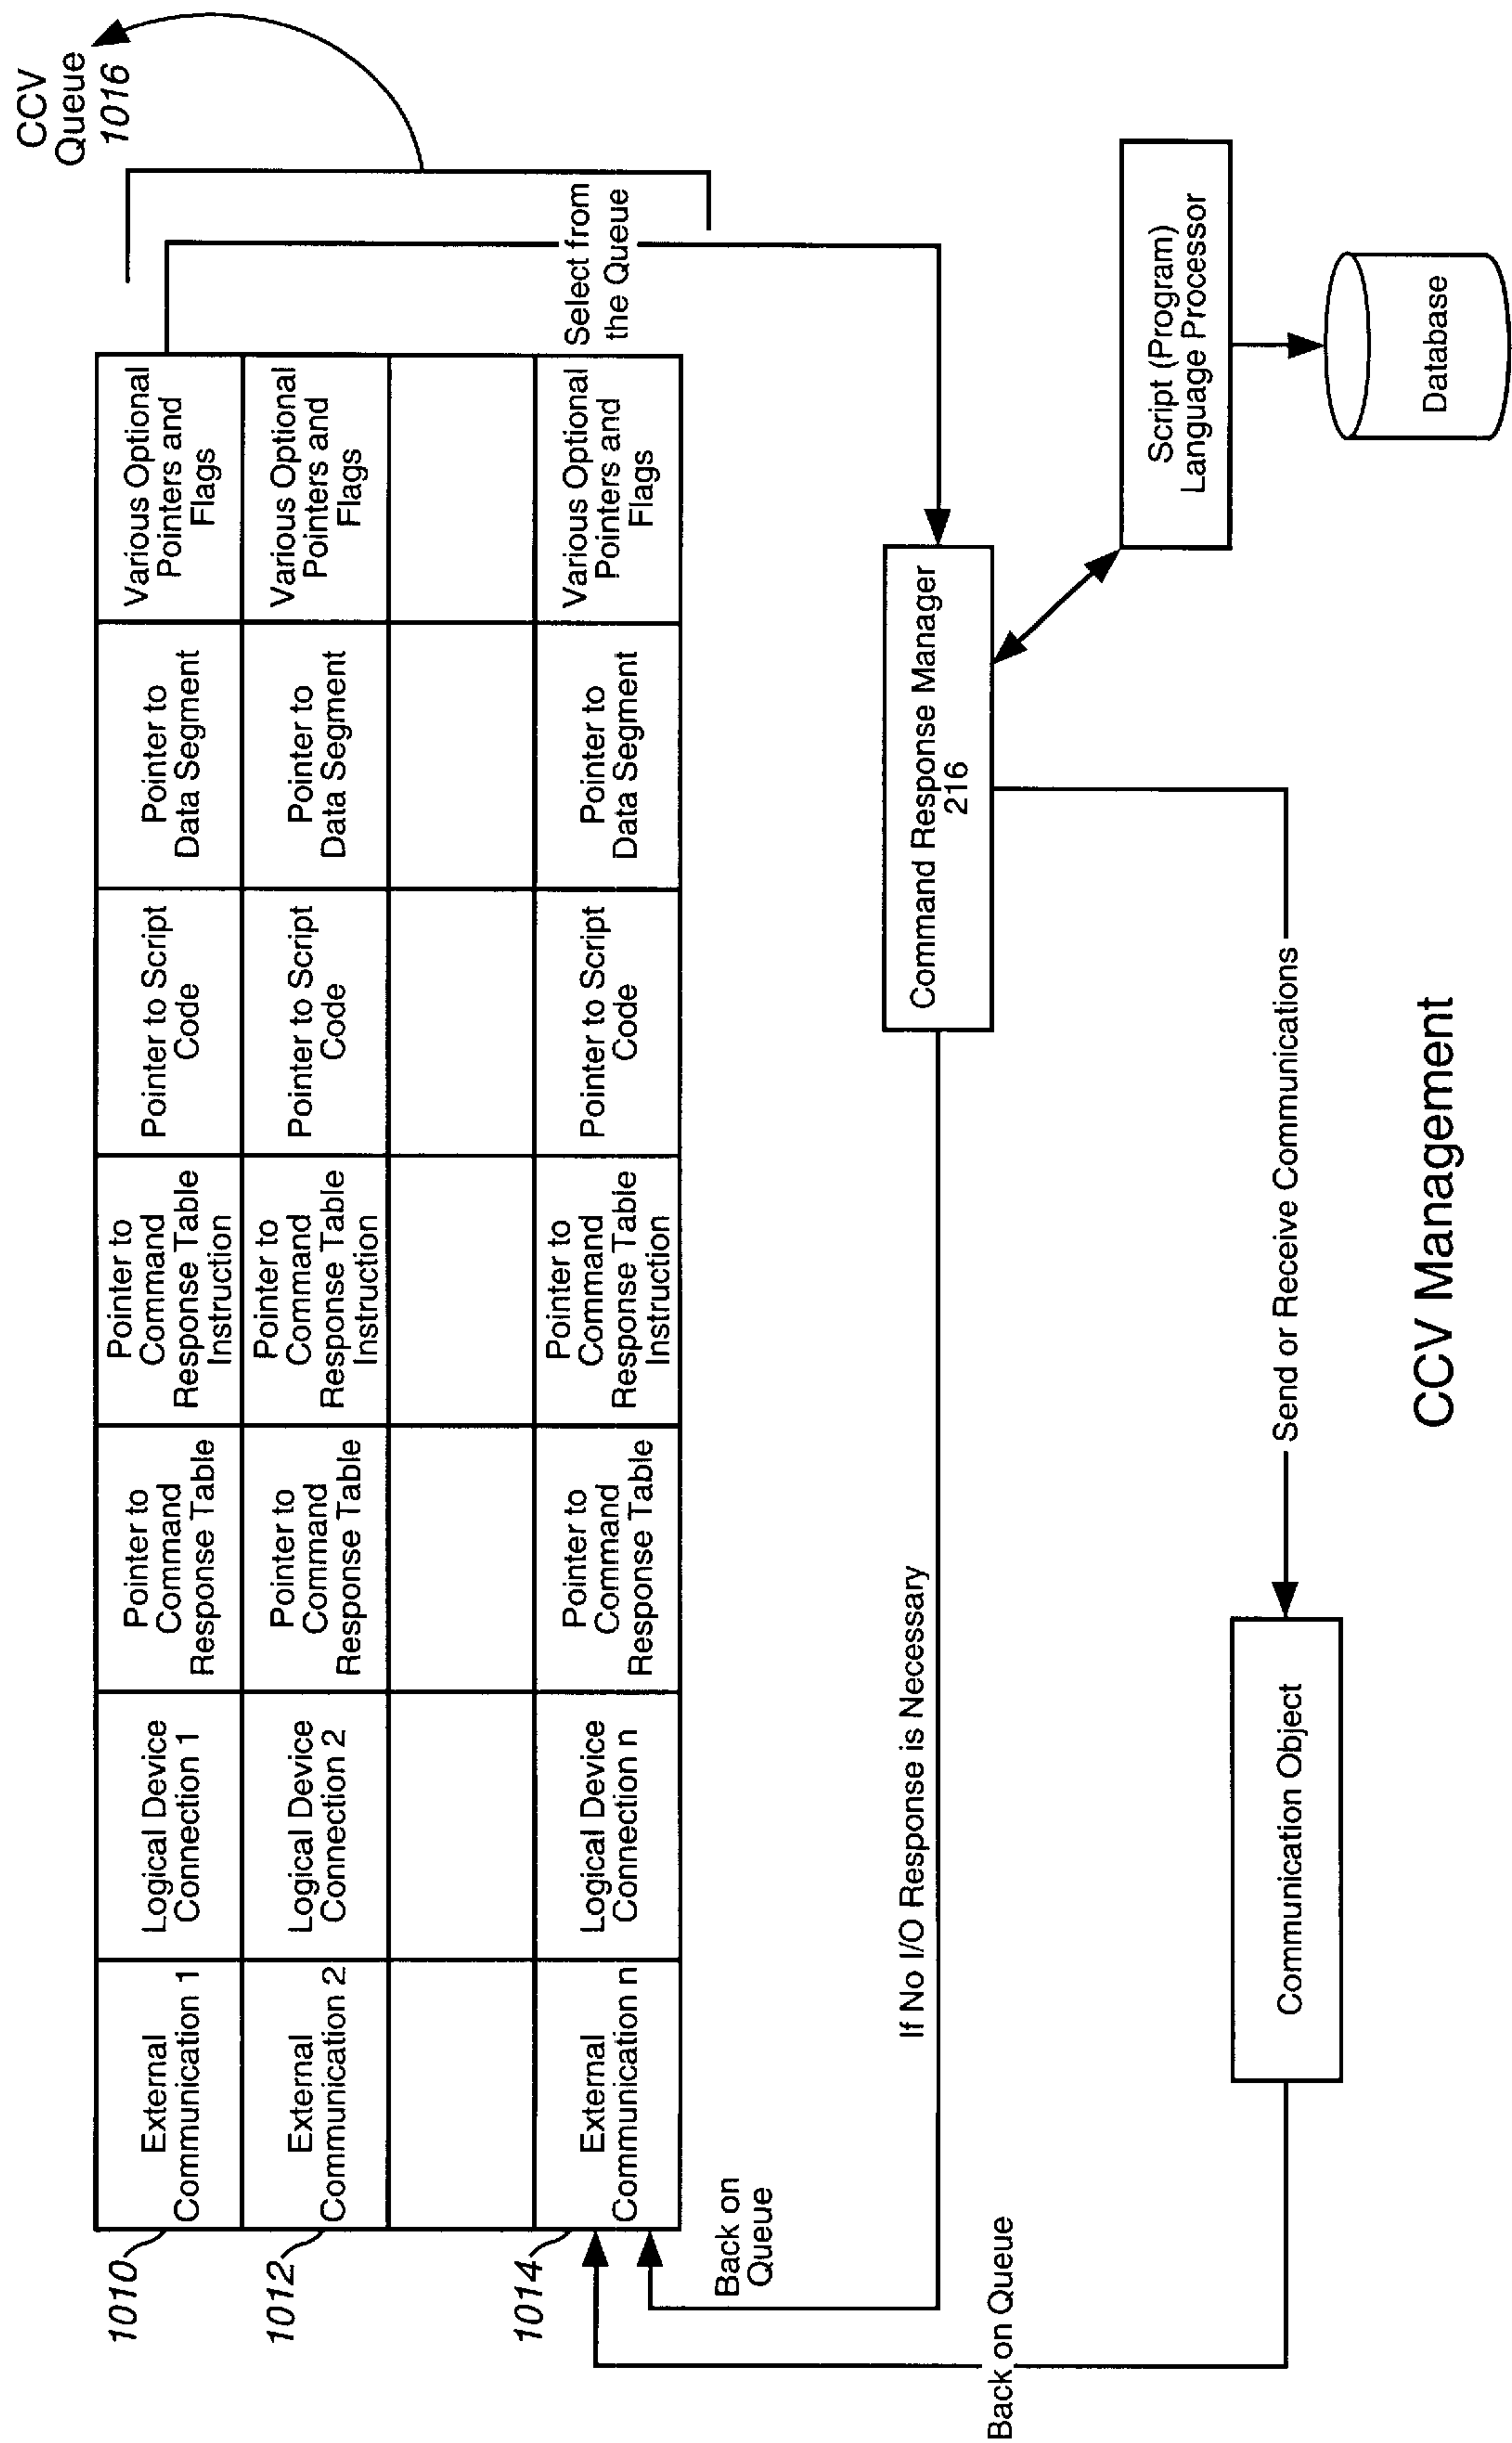 CCV
Queue
1016
1010
External
Communication 1
Logical Device
Connection 1
Pointer to
Command
Response Table
Pointer to
Command
Response Table
Instruction
Pointer to Script
Code
Pointer to
Data Segment
Various Optional
Pointers and
Flags
1012
External
Communication 2
Logical Device
Connection 2
Pointer to
Command
Response Table
Pointer to
Command
Response Table
Instruction
Pointer to Script
Code
Pointer to
Data Segment
Various Optional
Pointers and
Flags
1014
External
Communication n
Logical Device
Connection n
Pointer to
Command
Response Table
Pointer to
Command
Response Table
Instruction
Pointer to Script
Code
Pointer to
Data Segment
Various Optional
Pointers and
Flags
Select from
the Queue
Back on
Queue
If No I/O Response is Necessary
Command Response Manager
216
Script (Program)
Language Processor
Database
Back on Queue
Communication Object
Send or Receive Communications
CCV Management